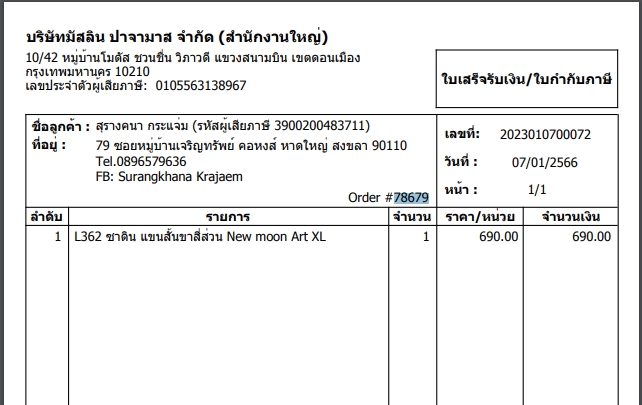 บริษัทมัสลิน ปาจามาส จำกัด (สำนักงานใหญ่)
10/42 หมู่บ้านโมดัส ชวนชื่น วิภาวดี แขวงสนามบิน เขตดอนเมือง
กรุงเทพมหานคร 10210
เลขประจำตัวผู้เสียภาษี: 0105563138967
ใบเสร็จรับเงิน/ใบกำกับภาษี
ชื่อลูกค้า : สุรางคนา กระแจ่ม (รหัสผู้เสียภาษี 3900200483711)
ที่อยู่ : 79 ซอยหมู่บ้านเจริญทรัพย์ คอหงส์ หาดใหญ่ สงขลา 90110
Tel.0896579636
FB: Surangkhana Krajaem
Order #78679
เลขที่: 2023010700072
วันที่ : 07/01/2566
หน้า : 1/1
ลำดับ รายการ จำนวน ราคา/หน่วย จำนวนเงิน
1 L362 ซาติน แขนสั้นขาสี่ส่วน New moon Art XL 1 690.00 690.00